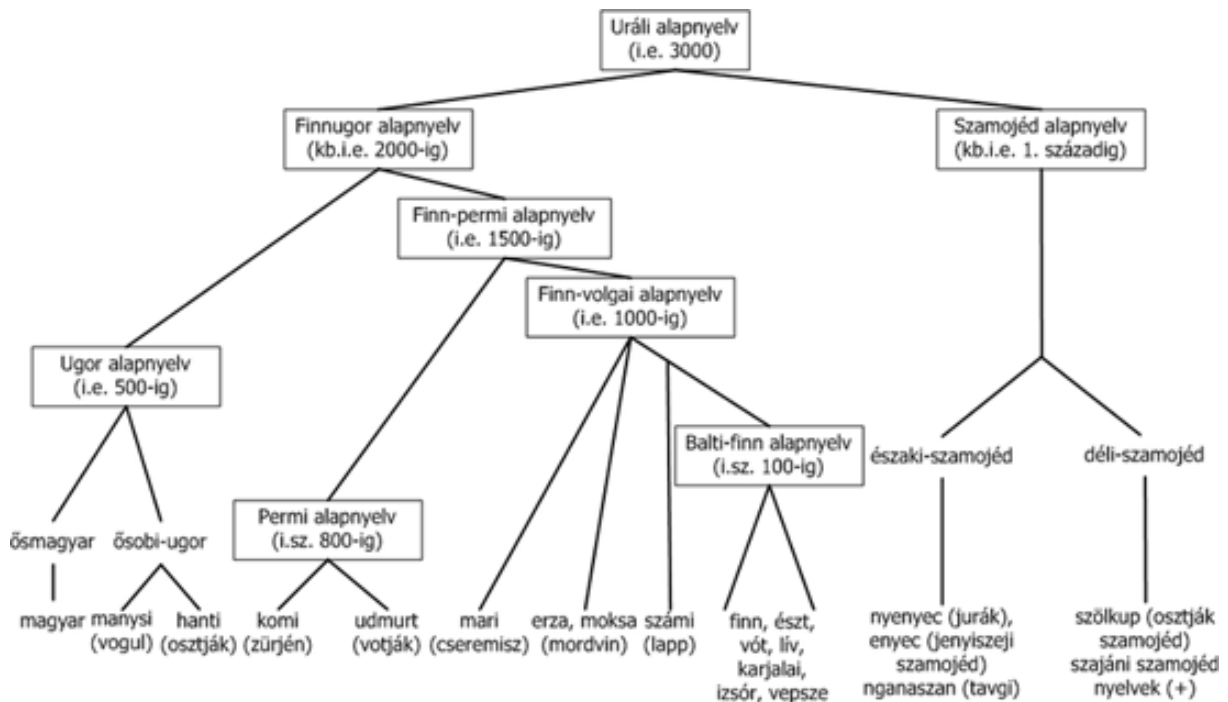 Uráli alapnyelv
(i.e. 3000)
Finnugor alapnyelv
(kb.i.e. 2000-ig)
Szamojéd alapnyelv
(kb.i.e. 1. századig)
Finn-permi alapnyelv
(i.e. 1500-ig)
Finn-volgai alapnyelv
(i.e. 1000-ig)
Ugor alapnyelv
(i.e. 500-ig)
Balti-finn alapnyelv
(i.sz. 100-ig)
északi-szamojéd
déli-szamojéd
Permi alapnyelv
(i.sz. 800-ig)
ősmagyar
ősobi-ugor
magyar
manysi
(vogul)
hanti
(osztják)
komi
(zürjén)
udmurt
(votják)
mari
(cseremisz)
erza, moksa
(mordvin)
számi
(lapp)
finn, észt,
vót, lív,
karjalai,
izsór, vepsze
nyenyec (jurák),
enyec (jenyiszeji
szamojéd)
nganaszan (tavgi)
szölkup (osztják
szamojéd)
szajáni szamojéd
nyelvek (+)